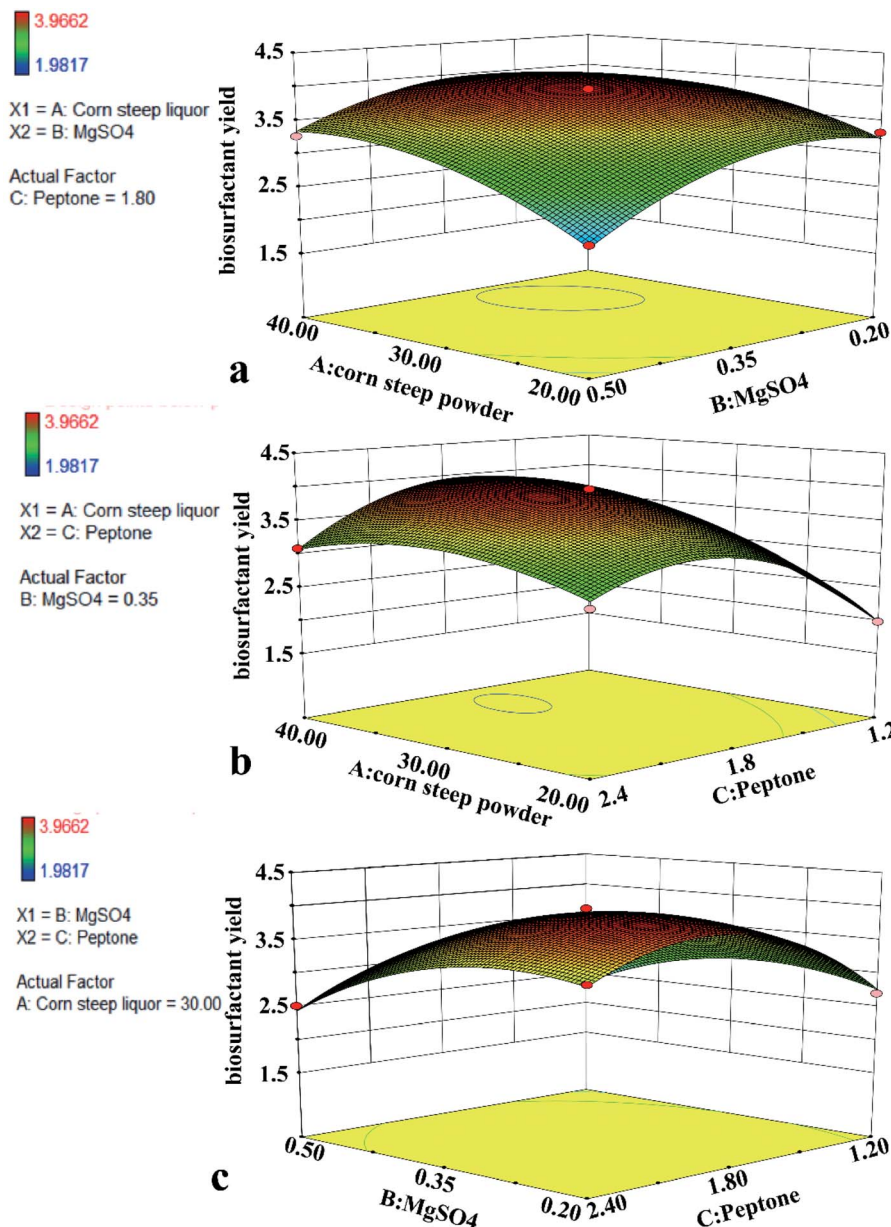 3.9662
1.9817
X1 = A: Corn steep liquor
X2 = B: MgSO4
Actual Factor
C: Peptone = 1.80
biosurfactant yield
4.5
3.5
2.5
1.5
40.00
30.00
20.00
A:corn steep powder
0.50
0.35
0.20
B:MgSO4
a
3.9662
1.9817
X1 = A: Corn steep liquor
X2 = C: Peptone
Actual Factor
B: MgSO4 = 0.35
biosurfactant yield
4.5
3.5
2.5
1.5
40.00
30.00
20.00
A:corn steep powder
2.4
1.8
1.2
C:Peptone
b
3.9662
1.9817
X1 = B: MgSO4
X2 = C: Peptone
Actual Factor
A: Corn steep liquor = 30.00
biosurfactant yield
4.5
3.5
2.5
1.5
0.50
0.35
0.20
B:MgSO4
2.40
1.80
1.20
C:Peptone
c